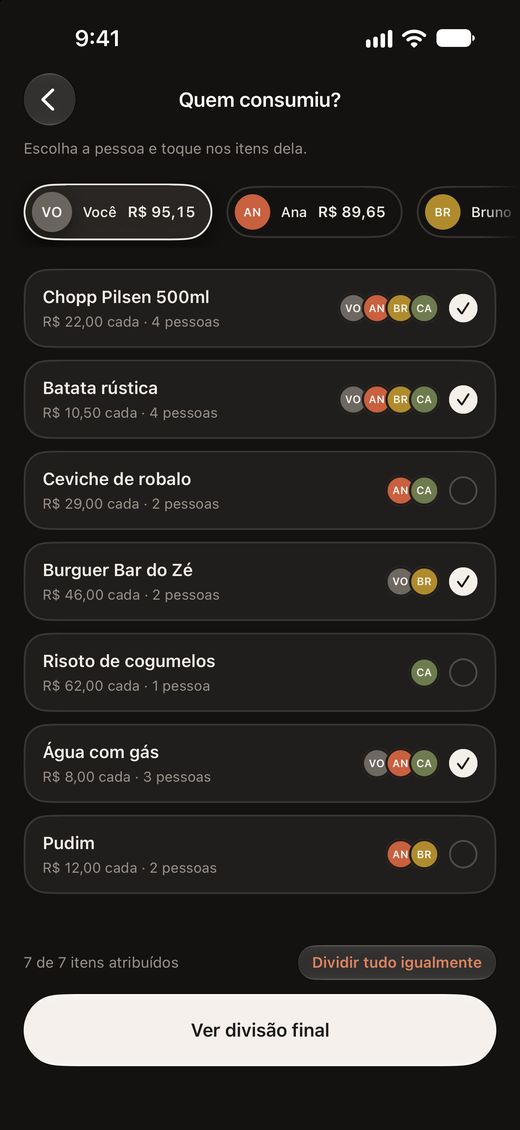 9:41
Quem consumiu?
Escolha a pessoa e toque nos itens dela.
VO Você R$ 95,15 AN Ana R$ 89,65 BR Bruno
Chopp Pilsen 500ml
R$ 22,00 cada · 4 pessoas
VO AN BR CA
Batata rústica
R$ 10,50 cada · 4 pessoas
VO AN BR CA
Ceviche de robalo
R$ 29,00 cada · 2 pessoas
AN CA
Burguer Bar do Zé
R$ 46,00 cada · 2 pessoas
VO BR
Risoto de cogumelos
R$ 62,00 cada · 1 pessoa
CA
Água com gás
R$ 8,00 cada · 3 pessoas
VO AN CA
Pudim
R$ 12,00 cada · 2 pessoas
AN BR
7 de 7 itens atribuídos Dividir tudo igualmente
Ver divisão final